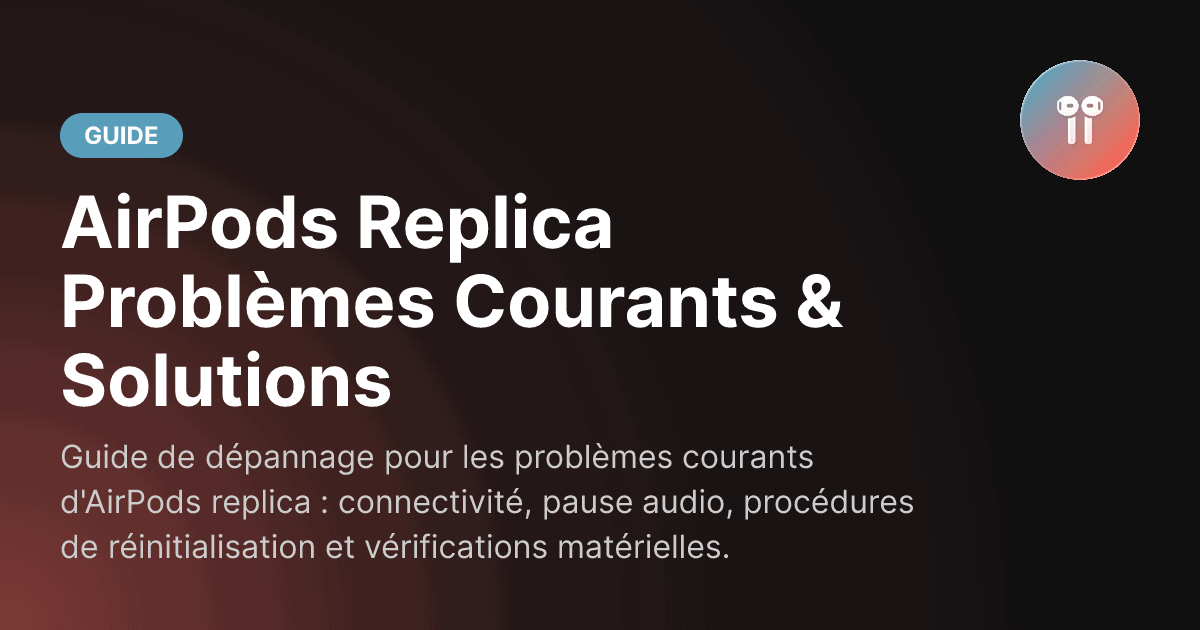 GUIDE
AirPods Replica
Problèmes Courants &
Solutions
Guide de dépannage pour les problèmes courants
d'AirPods replica : connectivité, pause audio, procédures
de réinitialisation et vérifications matérielles.